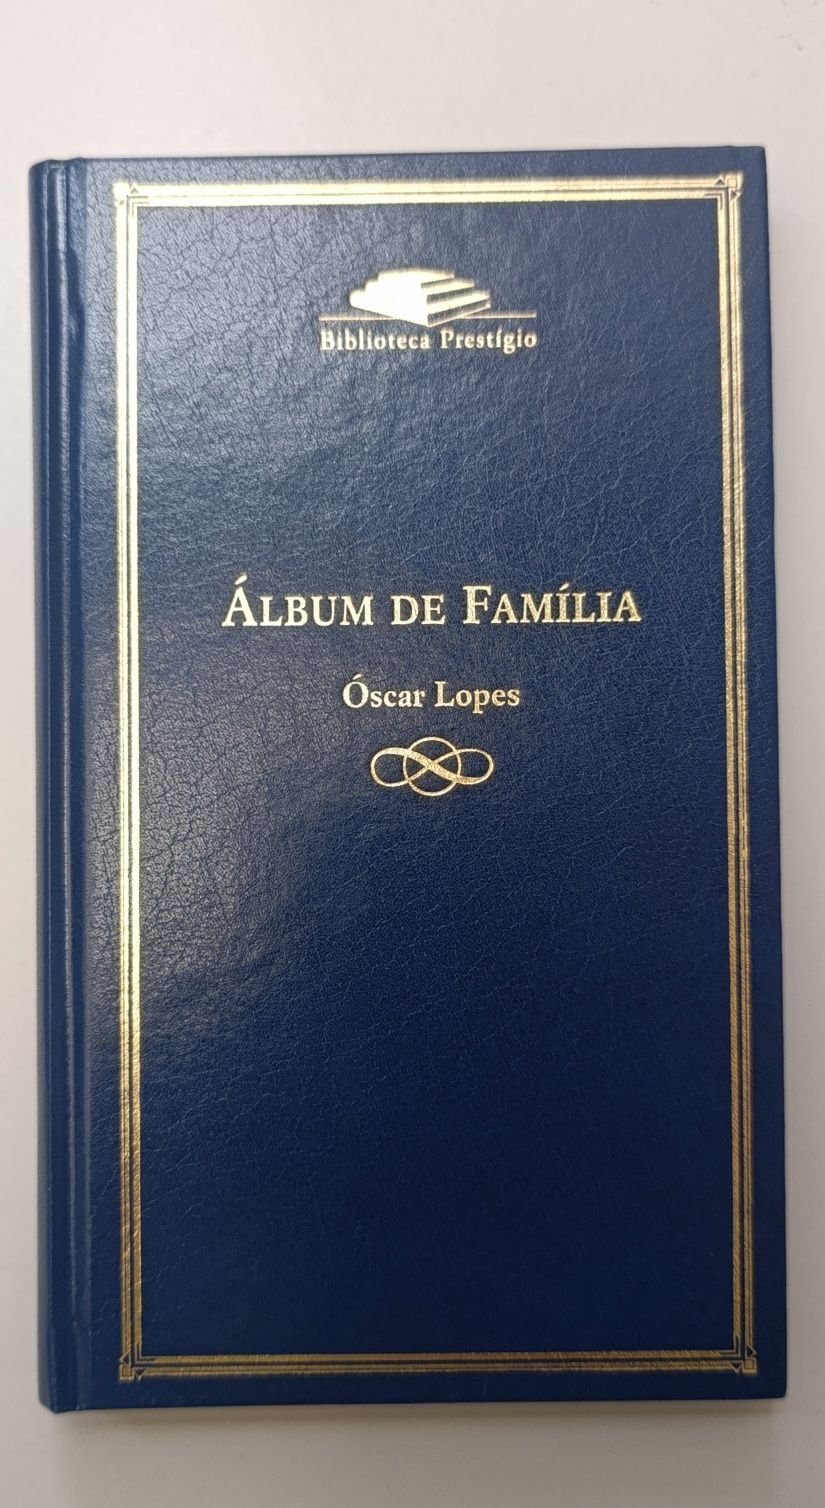 Biblioteca Prestígio
ÁLBUM DE FAMÍLIA
Óscar Lopes